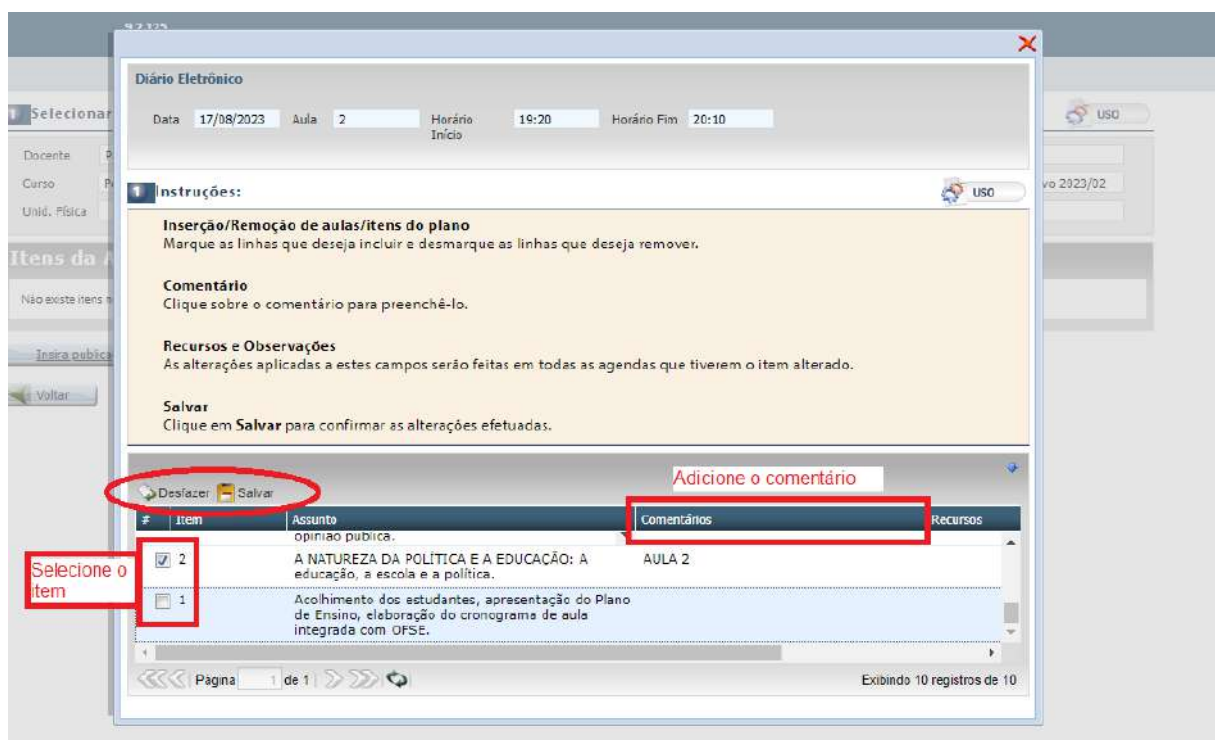 92.125
Diário Eletrônico
Data 17/08/2023 Aula 2 Horário Início 19:20 Horário Fim 20:10
1 Selecionar
USO
Docente
Curso
vo 2023/02
Unid. Física
1 Instruções:
USO
Inserção/Remoção de aulas/itens do plano
Marque as linhas que deseja incluir e desmarque as linhas que deseja remover.
Itens da A
Comentário
Clique sobre o comentário para preenchê-lo.
Não existe itens n
Recursos e Observações
As alterações aplicadas a estes campos serão feitas em todas as agendas que tiverem o item alterado.
Insira publica
Voltar
Salvar
Clique em Salvar para confirmar as alterações efetuadas.
Adicione o comentário
Desfazer Salvar
# Item Assunto Comentários Recursos
opinião pública.
Selecione o
item
2 A NATUREZA DA POLÍTICA E A EDUCAÇÃO: A AULA 2
educação, a escola e a política.
1 Acolhimento dos estudantes, apresentação do Plano
de Ensino, elaboração do cronograma de aula
integrada com OFSE.
Página 1 de 1 Exibindo 10 registros de 10